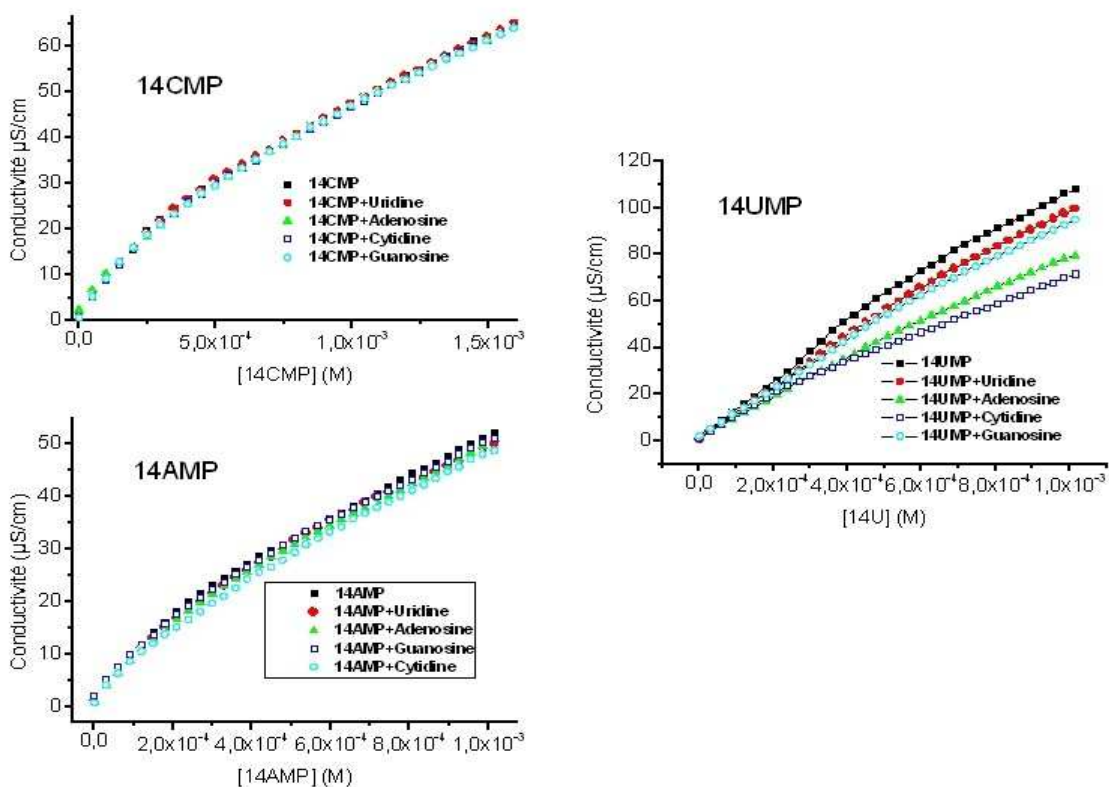 14CMP
Conductivité µS/cm
60
50
40
30
20
10
0
14CMP
14CMP+Uridine
14CMP+Adenosine
14CMP+Cytidine
14CMP+Guanosine
0,0
5,0x10⁻⁴
1,0x10⁻³
1,5x10⁻³
[14CMP] (M)
14UMP
Conductivité (µS/cm)
120
100
80
60
40
20
0
14UMP
14UMP+Uridine
14UMP+Adenosine
14UMP+Cytidine
14UMP+Guanosine
0,0
2,0x10⁻⁴
4,0x10⁻⁴
6,0x10⁻⁴
8,0x10⁻⁴
1,0x10⁻³
[14U] (M)
14AMP
Conductivité (µS/cm)
50
40
30
20
10
0
14AMP
14AMP+Uridine
14AMP+Adenosine
14AMP+Guanosine
14AMP+Cytidine
0,0
2,0x10⁻⁴
4,0x10⁻⁴
6,0x10⁻⁴
8,0x10⁻⁴
1,0x10⁻³
[14AMP] (M)